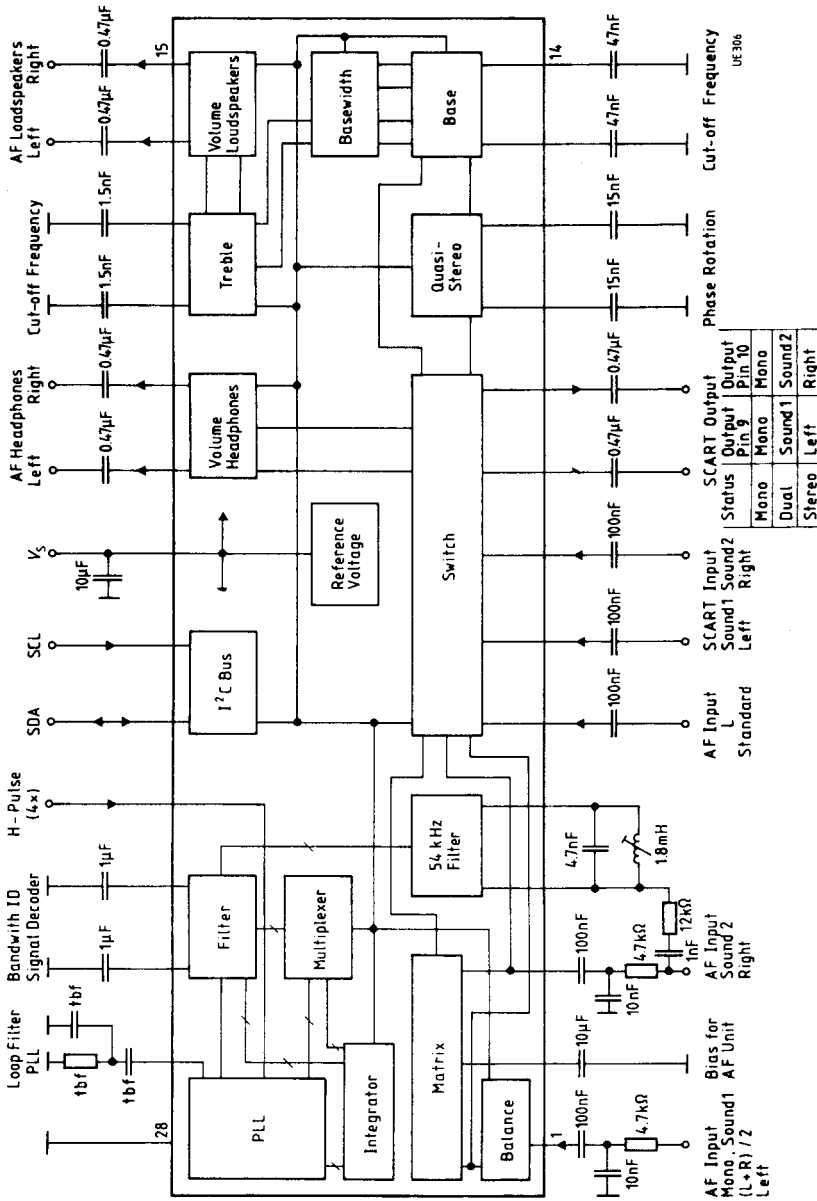 AF Loadspeakers
Right
Left
Cut-off Frequency
AF Headphones
Right
Left
VS
SCL
SDA
H-Pulse
(4x)
Bandwith ID
Signal Decoder
Loop Filter
PLL
0.47µF
0.47µF
1.5nF
1.5nF
0.47µF
0.47µF
10µF
1µF
1µF
tbf
tbf
tbf
15
28
Volume
Loudspeakers
Treble
Volume
Headphones
Reference
Voltage
I²C Bus
Filter
Multiplexer
PLL
Integrator
Basewidth
Base
Quasi-
Stereo
Switch
54 kHz
Filter
Matrix
Balance
14
1
47nF
47nF
15nF
15nF
0.47µF
0.47µF
100nF
100nF
100nF
4.7nF
1.8mH
12kΩ
1nF
4.7kΩ
100nF
10nF
10µF
100nF
4.7kΩ
10nF
Cut-off Frequency
Phase Rotation
SCART Output
Status Output Pin 9 Output Pin 10
Mono Mono Mono
Dual Sound1 Sound2
Stereo Left Right
SCART Input
Sound1 Sound2
Left Right
AF Input
L
Standard
AF Input
Sound 2
Right
Bias for
AF Unit
AF Input
Mono, Sound1
(L+R) / 2
Left
UE306